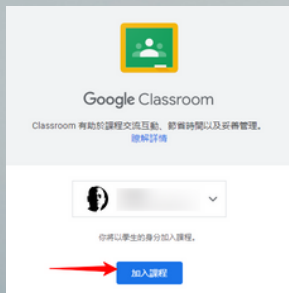 Google Classroom
Classroom 有助於課程交流互動、節省時間以及妥善管理。
瞭解詳情
你將以學生的身分加入課程。
加入課程